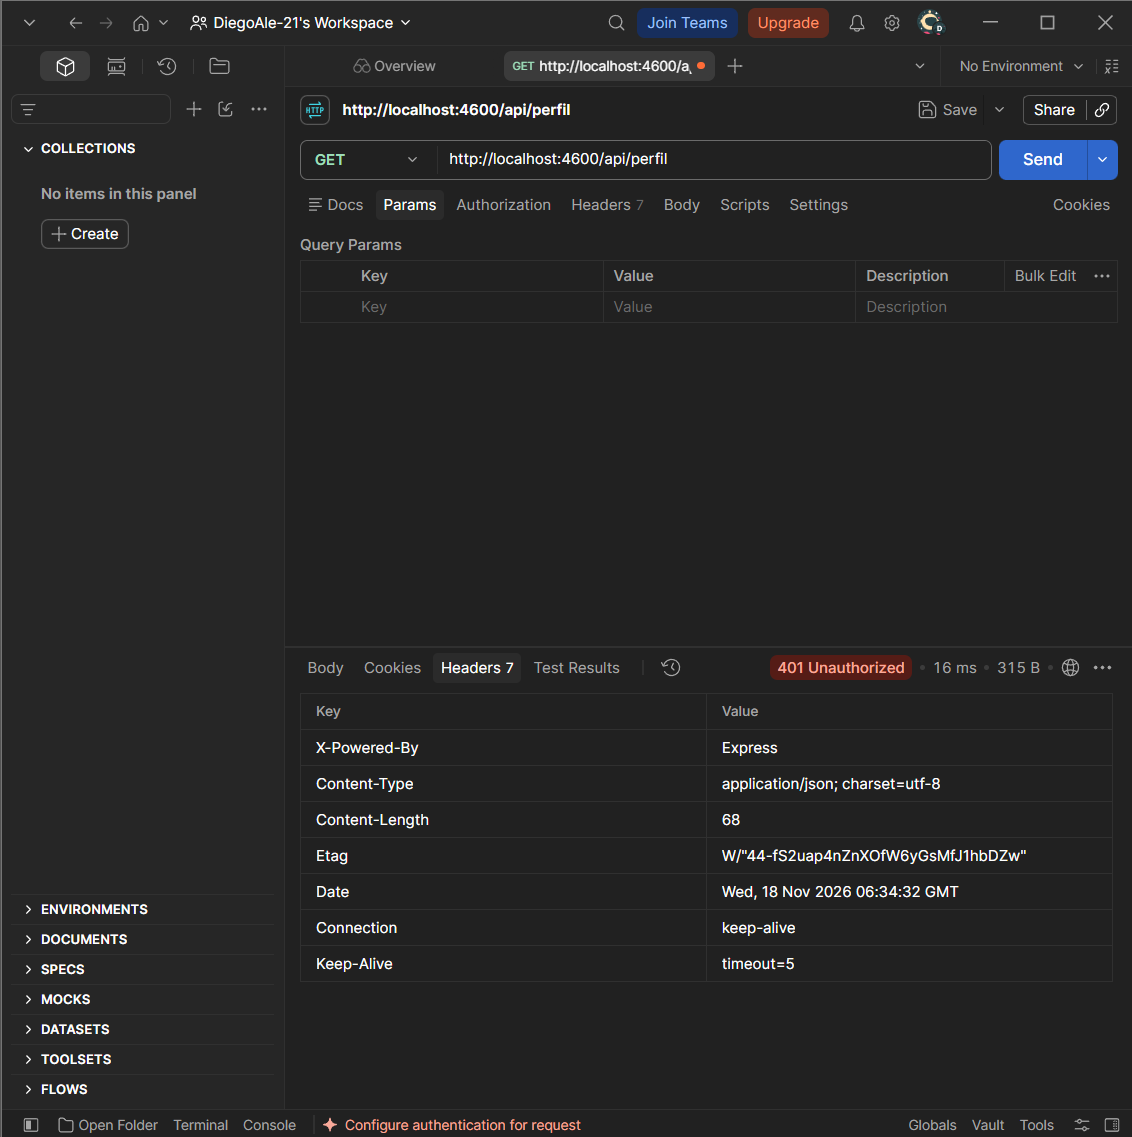 DiegoAle-21's Workspace
Join Teams
Upgrade
Overview
GET http://localhost:4600/a
No Environment
HTTP
http://localhost:4600/api/perfil
Save
Share
COLLECTIONS
No items in this panel
Create
GET
http://localhost:4600/api/perfil
Send
Docs
Params
Authorization
Headers 7
Body
Scripts
Settings
Cookies
Query Params
Key Value Description Bulk Edit
Key Value Description
Body
Cookies
Headers 7
Test Results
401 Unauthorized
16 ms
315 B
Key Value
X-Powered-By Express
Content-Type application/json; charset=utf-8
Content-Length 68
Etag W/"44-fS2uap4nZnXOfW6yGsMfJ1hbDZw"
Date Wed, 18 Nov 2026 06:34:32 GMT
Connection keep-alive
Keep-Alive timeout=5
ENVIRONMENTS
DOCUMENTS
SPECS
MOCKS
DATASETS
TOOLSETS
FLOWS
Open Folder
Terminal
Console
Configure authentication for request
Globals
Vault
Tools